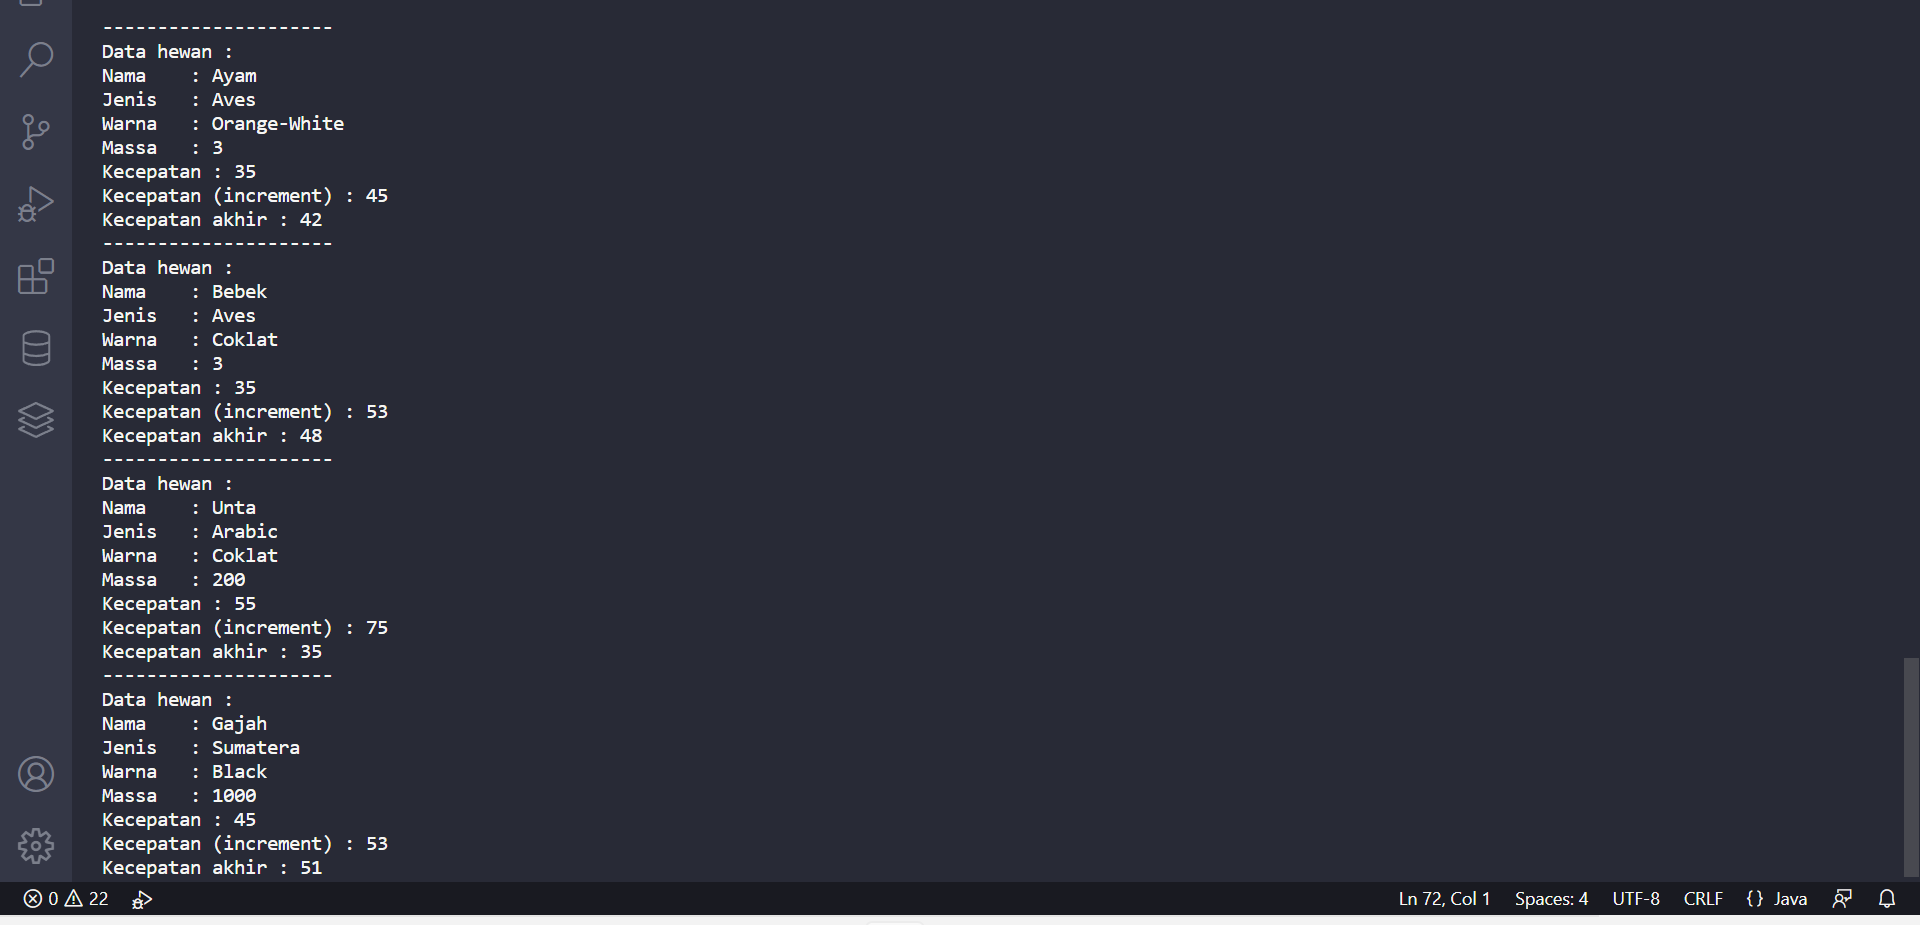 ---------------------
Data hewan :
Nama    : Ayam
Jenis   : Aves
Warna   : Orange-White
Massa   : 3
Kecepatan : 35
Kecepatan (increment) : 45
Kecepatan akhir : 42
---------------------
Data hewan :
Nama    : Bebek
Jenis   : Aves
Warna   : Coklat
Massa   : 3
Kecepatan : 35
Kecepatan (increment) : 53
Kecepatan akhir : 48
---------------------
Data hewan :
Nama    : Unta
Jenis   : Arabic
Warna   : Coklat
Massa   : 200
Kecepatan : 55
Kecepatan (increment) : 75
Kecepatan akhir : 35
---------------------
Data hewan :
Nama    : Gajah
Jenis   : Sumatera
Warna   : Black
Massa   : 1000
Kecepatan : 45
Kecepatan (increment) : 53
Kecepatan akhir : 51
0 22 Ln 72, Col 1 Spaces: 4 UTF-8 CRLF {} Java